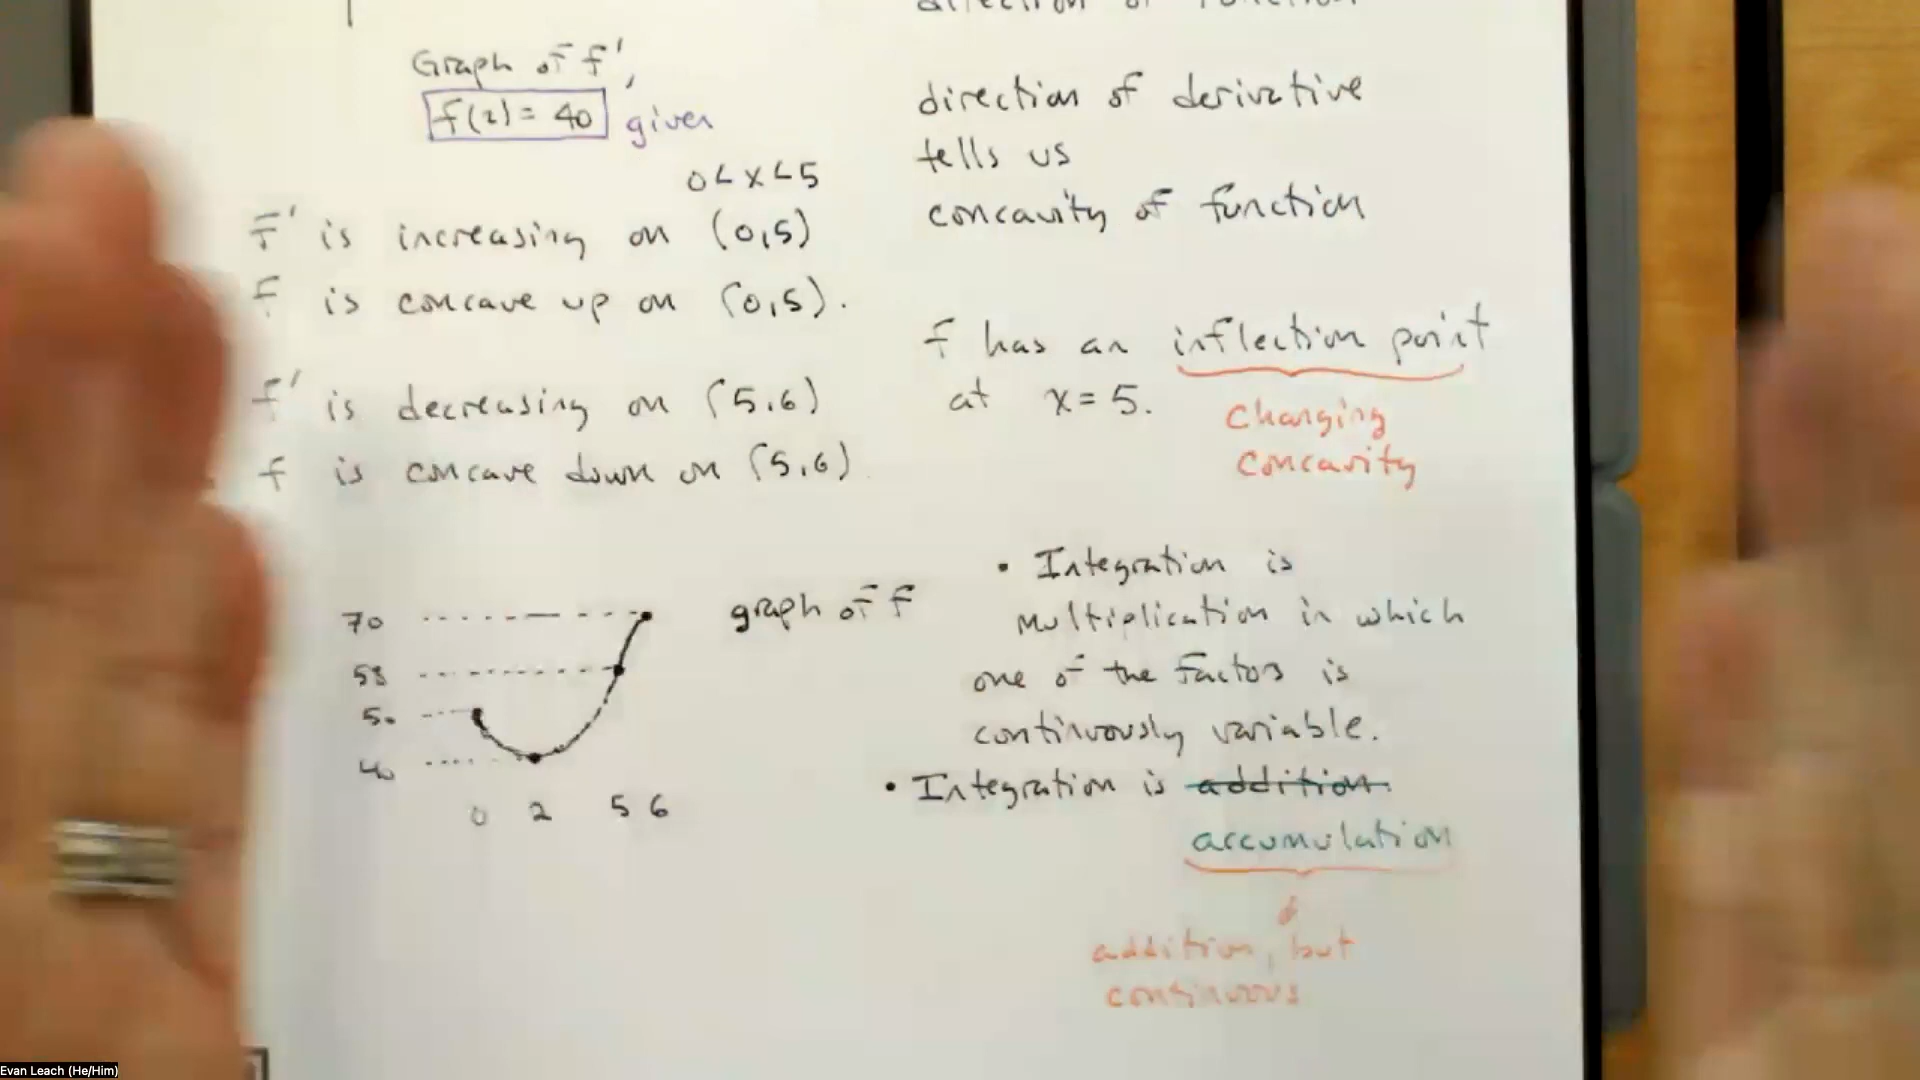 Graph of f',
f(2) = 40 given
0 < x < 5
f' is increasing on (0,5)
f is concave up on (0,5).
f' is decreasing on (5,6)
f is concave down on (5,6).
direction of function
direction of derivative
tells us
concavity of function
f has an inflection point
at x = 5.
changing
concavity
70
58
50
40
0 2 5 6
graph of f
• Integration is
multiplication in which
one of the factors is
continuously variable.
• Integration is addition.
accumulation
addition, but
continuous
Evan Leach (He/Him)